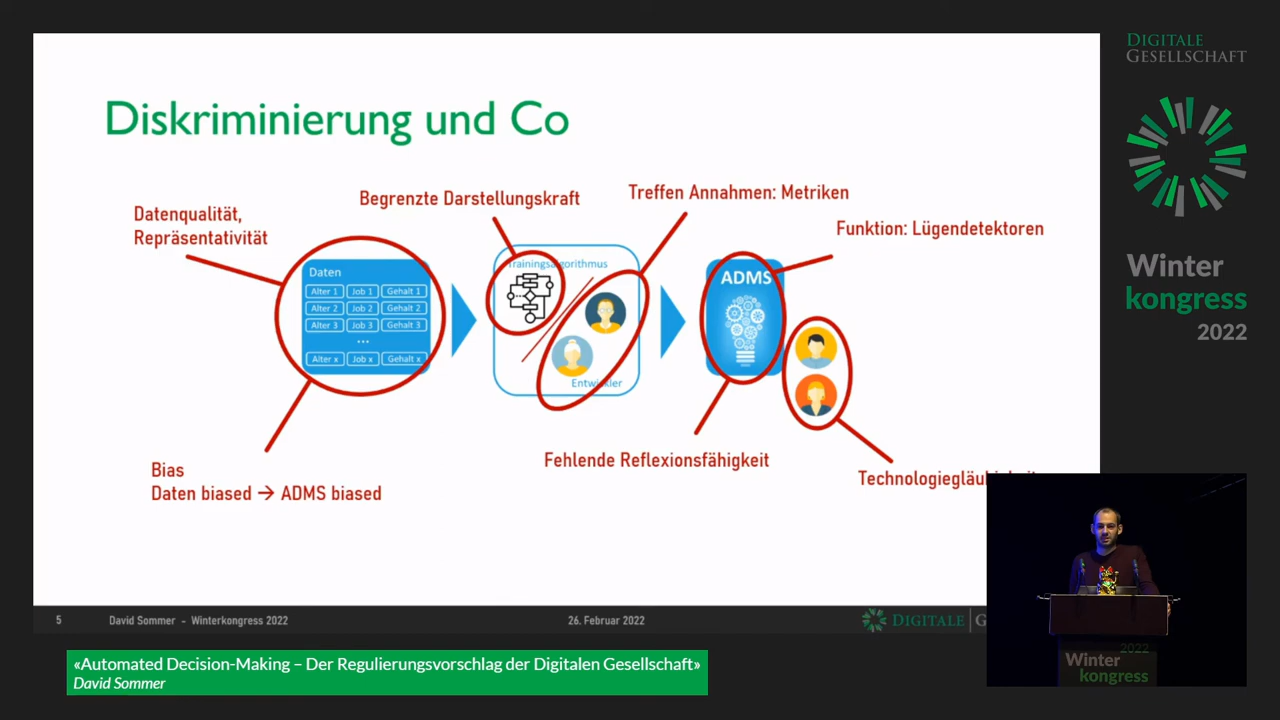 Diskriminierung und Co
Datenqualität,
Repräsentativität
Begrenzte Darstellungskraft
Treffen Annahmen: Metriken
Funktion: Lügendetektoren
Daten
Alter 1 Job 1 Gehalt 1
Alter 2 Job 2 Gehalt 2
Alter 3 Job 3 Gehalt 3
...
Alter x Job x Gehalt x
Trainingsalgorithmus
Entwickler
ADMS
Bias
Daten biased → ADMS biased
Fehlende Reflexionsfähigkeit
5
David Sommer - Winterkongress 2022
26. Februar 2022
DIGITALE
«Automated Decision-Making – Der Regulierungsvorschlag der Digitalen Gesellschaft»
David Sommer
DIGITALE
GESELLSCHAFT
Winter
kongress
2022
2022
Winter
kongress